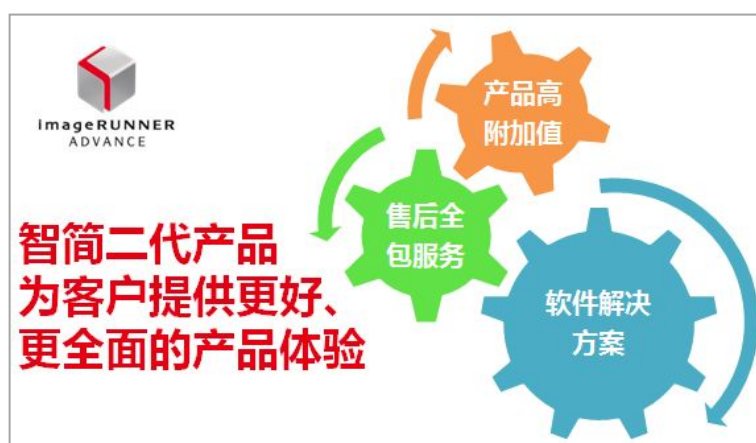 imageRUNNER
ADVANCE
智简二代产品
为客户提供更好、
更全面的产品体验
产品高
附加值
售后全
包服务
软件解决
方案